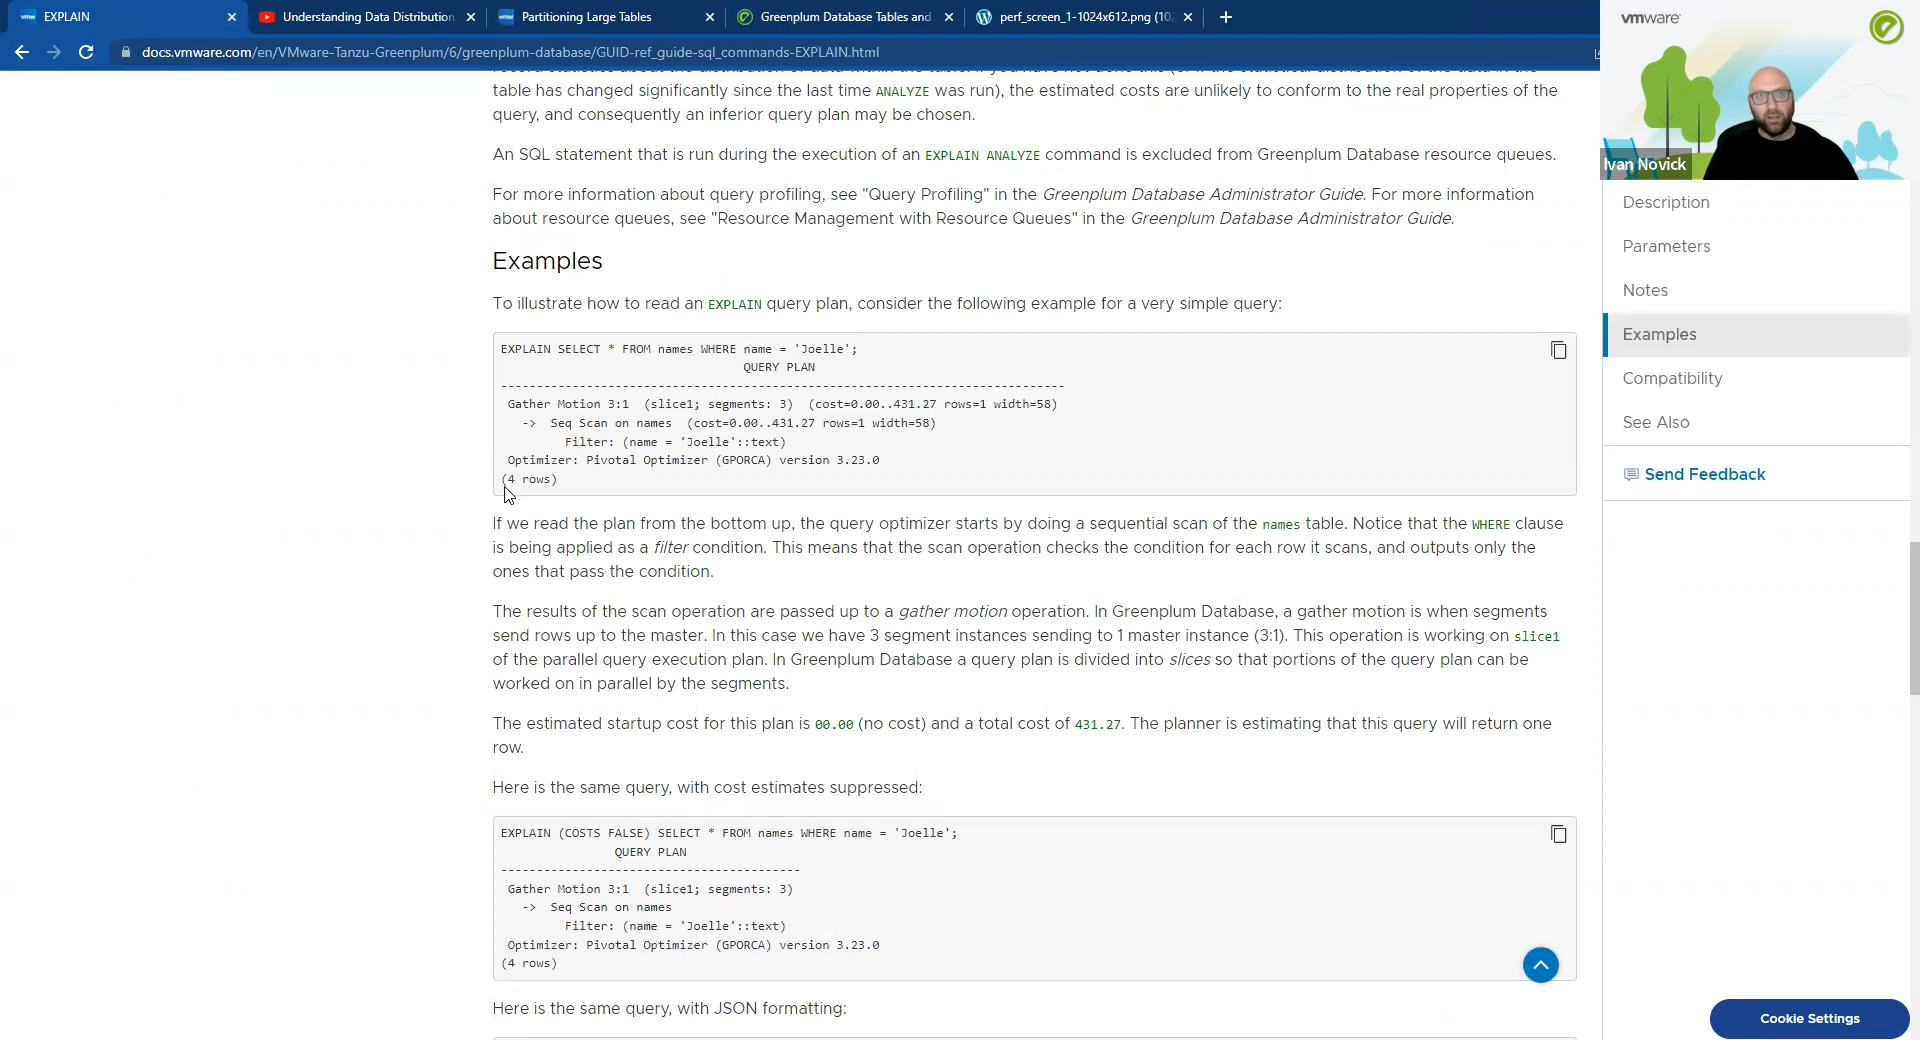 EXPLAIN
Understanding Data Distribution
Partitioning Large Tables
Greenplum Database Tables and
perf_screen_1-1024x612.png (10
docs.vmware.com/en/VMware-Tanzu-Greenplum/6/greenplum-database/GUID-ref_guide-sql_commands-EXPLAIN.html
table has changed significantly since the last time ANALYZE was run), the estimated costs are unlikely to conform to the real properties of the
query, and consequently an inferior query plan may be chosen.
An SQL statement that is run during the execution of an EXPLAIN ANALYZE command is excluded from Greenplum Database resource queues.
For more information about query profiling, see "Query Profiling" in the Greenplum Database Administrator Guide. For more information
about resource queues, see "Resource Management with Resource Queues" in the Greenplum Database Administrator Guide.
Examples
To illustrate how to read an EXPLAIN query plan, consider the following example for a very simple query:
EXPLAIN SELECT * FROM names WHERE name = 'Joelle';
QUERY PLAN
-------------------------------------------------------------------------------
Gather Motion 3:1 (slice1; segments: 3) (cost=0.00..431.27 rows=1 width=58)
-> Seq Scan on names (cost=0.00..431.27 rows=1 width=58)
Filter: (name = 'Joelle'::text)
Optimizer: Pivotal Optimizer (GPORCA) version 3.23.0
(4 rows)
If we read the plan from the bottom up, the query optimizer starts by doing a sequential scan of the names table. Notice that the WHERE clause
is being applied as a filter condition. This means that the scan operation checks the condition for each row it scans, and outputs only the
ones that pass the condition.
The results of the scan operation are passed up to a gather motion operation. In Greenplum Database, a gather motion is when segments
send rows up to the master. In this case we have 3 segment instances sending to 1 master instance (3:1). This operation is working on slice1
of the parallel query execution plan. In Greenplum Database a query plan is divided into slices so that portions of the query plan can be
worked on in parallel by the segments.
The estimated startup cost for this plan is 00.00 (no cost) and a total cost of 431.27. The planner is estimating that this query will return one
row.
Here is the same query, with cost estimates suppressed:
EXPLAIN (COSTS FALSE) SELECT * FROM names WHERE name = 'Joelle';
QUERY PLAN
------------------------------------------
Gather Motion 3:1 (slice1; segments: 3)
-> Seq Scan on names
Filter: (name = 'Joelle'::text)
Optimizer: Pivotal Optimizer (GPORCA) version 3.23.0
(4 rows)
Here is the same query, with JSON formatting:
vmware
Ivan Novick
Description
Parameters
Notes
Examples
Compatibility
See Also
Send Feedback
Cookie Settings